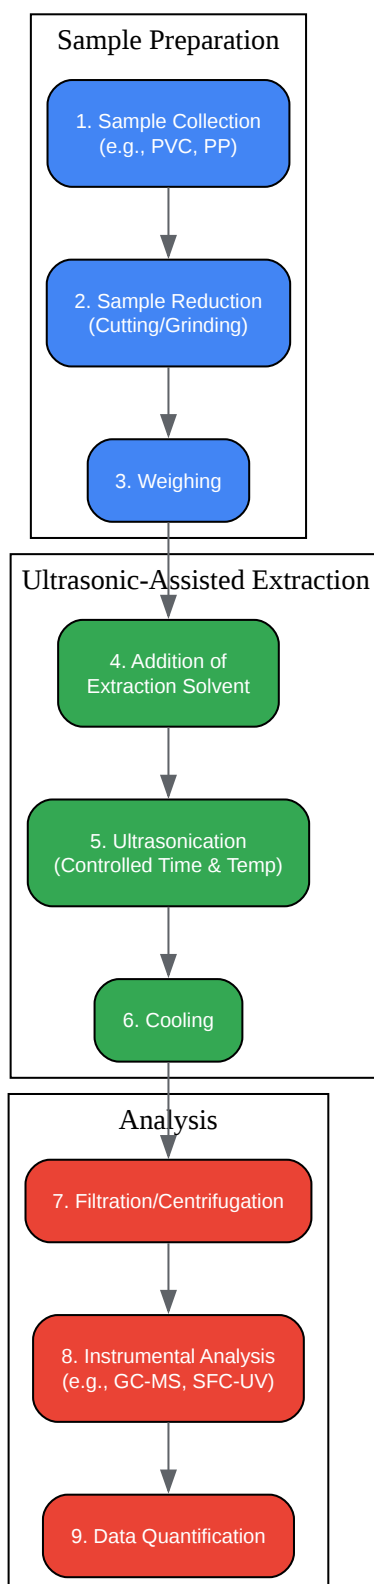 Sample Preparation
1. Sample Collection
(e.g., PVC, PP)
2. Sample Reduction
(Cutting/Grinding)
3. Weighing
Ultrasonic-Assisted Extraction
4. Addition of
Extraction Solvent
5. Ultrasonication
(Controlled Time & Temp)
6. Cooling
Analysis
7. Filtration/Centrifugation
8. Instrumental Analysis
(e.g., GC-MS, SFC-UV)
9. Data Quantification